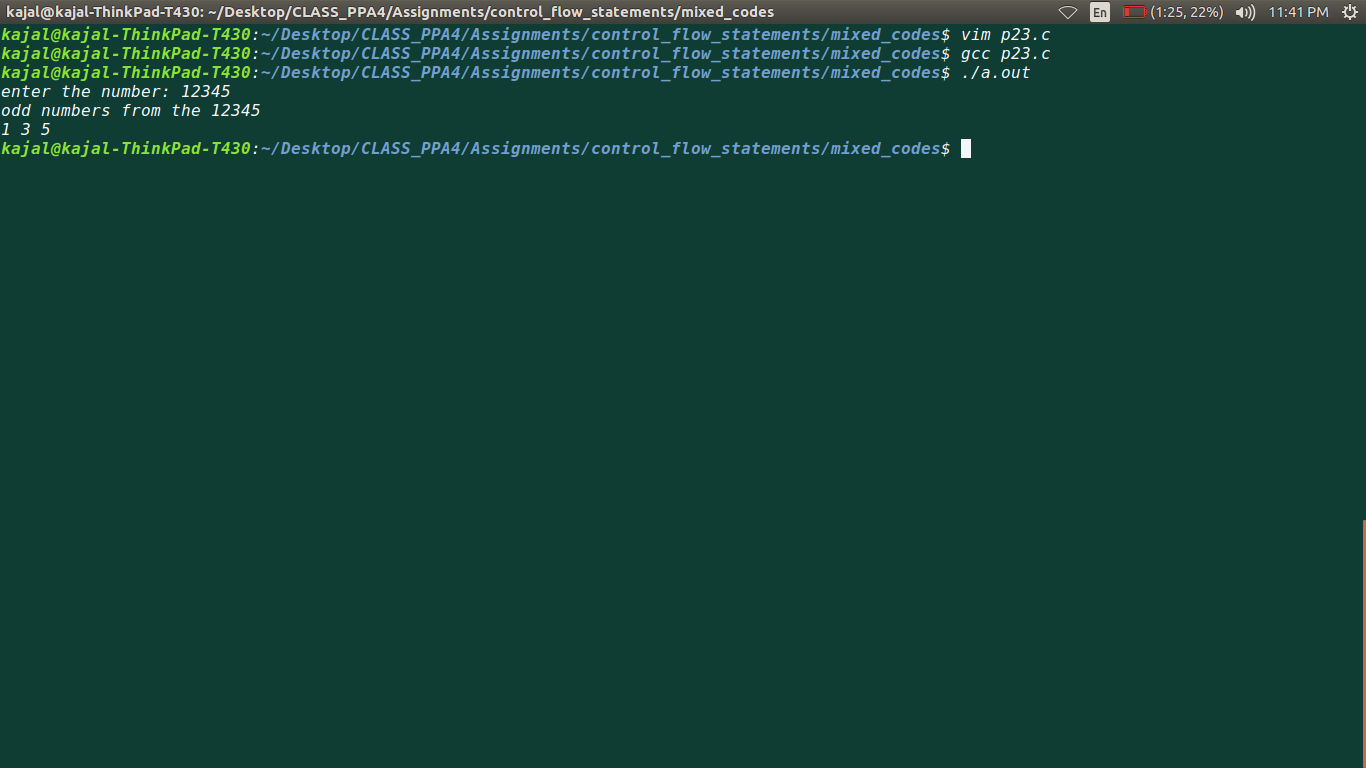 kajal@kajal-ThinkPad-T430: ~/Desktop/CLASS_PPA4/Assignments/control_flow_statements/mixed_codes En (1:25, 22%) 11:41 PM
kajal@kajal-ThinkPad-T430:~/Desktop/CLASS_PPA4/Assignments/control_flow_statements/mixed_codes$ vim p23.c
kajal@kajal-ThinkPad-T430:~/Desktop/CLASS_PPA4/Assignments/control_flow_statements/mixed_codes$ gcc p23.c
kajal@kajal-ThinkPad-T430:~/Desktop/CLASS_PPA4/Assignments/control_flow_statements/mixed_codes$ ./a.out
enter the number: 12345
odd numbers from the 12345
1 3 5
kajal@kajal-ThinkPad-T430:~/Desktop/CLASS_PPA4/Assignments/control_flow_statements/mixed_codes$